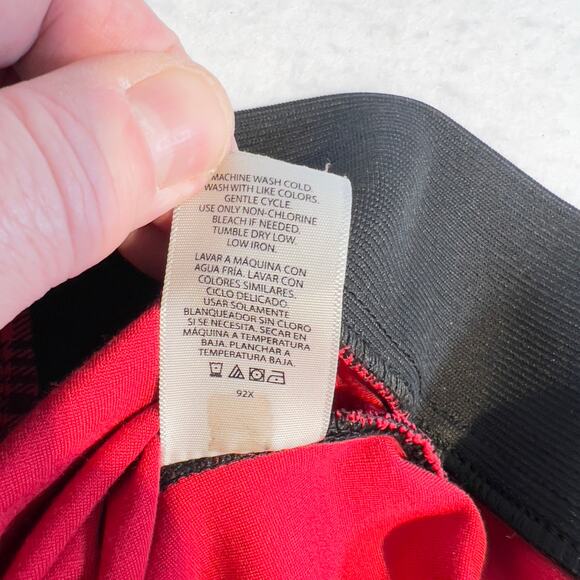 MACHINE WASH COLD.
WASH WITH LIKE COLORS.
GENTLE CYCLE.
USE ONLY NON-CHLORINE
BLEACH IF NEEDED.
TUMBLE DRY LOW.
LOW IRON.
LAVAR A MÁQUINA CON
AGUA FRÍA. LAVAR CON
COLORES SIMILARES.
CICLO DELICADO.
USAR SOLAMENTE
BLANQUEADOR SIN CLORO
SI SE NECESITA. SECAR EN
MÁQUINA A TEMPERATURA
BAJA. PLANCHAR A
TEMPERATURA BAJA.
92X